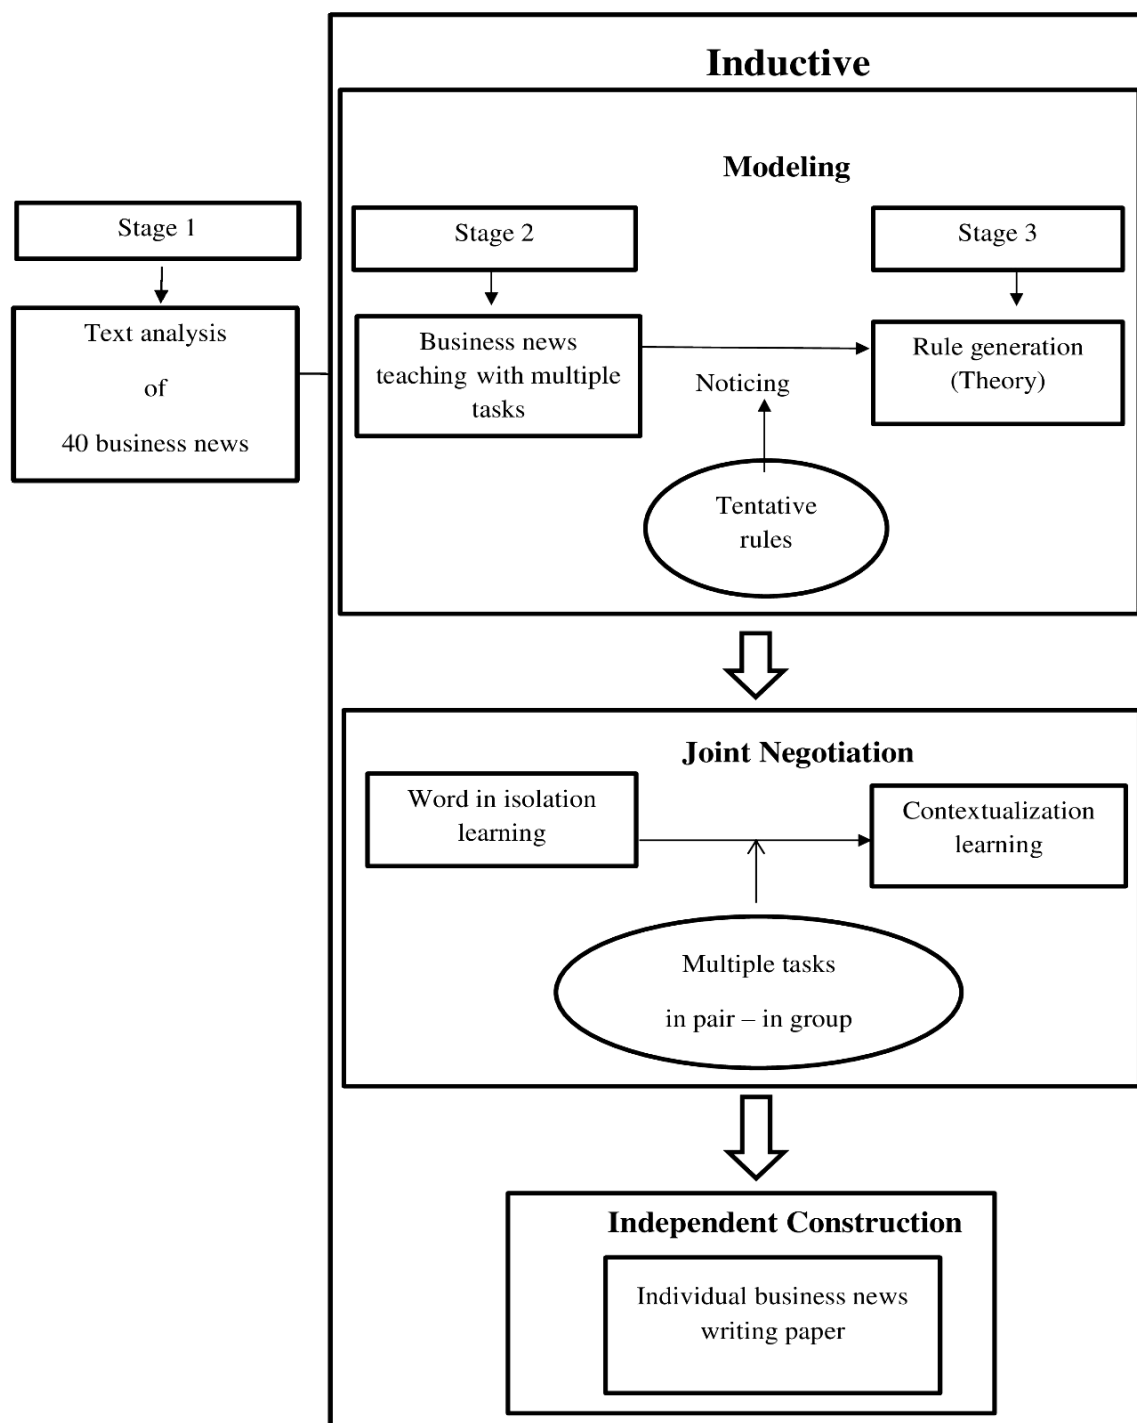 Inductive
Modeling
Stage 1
Stage 2
Stage 3
Text analysis
of
40 business news
Business news
teaching with multiple
tasks
Noticing
Rule generation
(Theory)
Tentative
rules
Joint Negotiation
Word in isolation
learning
Contextualization
learning
Multiple tasks
in pair – in group
Independent Construction
Individual business news
writing paper